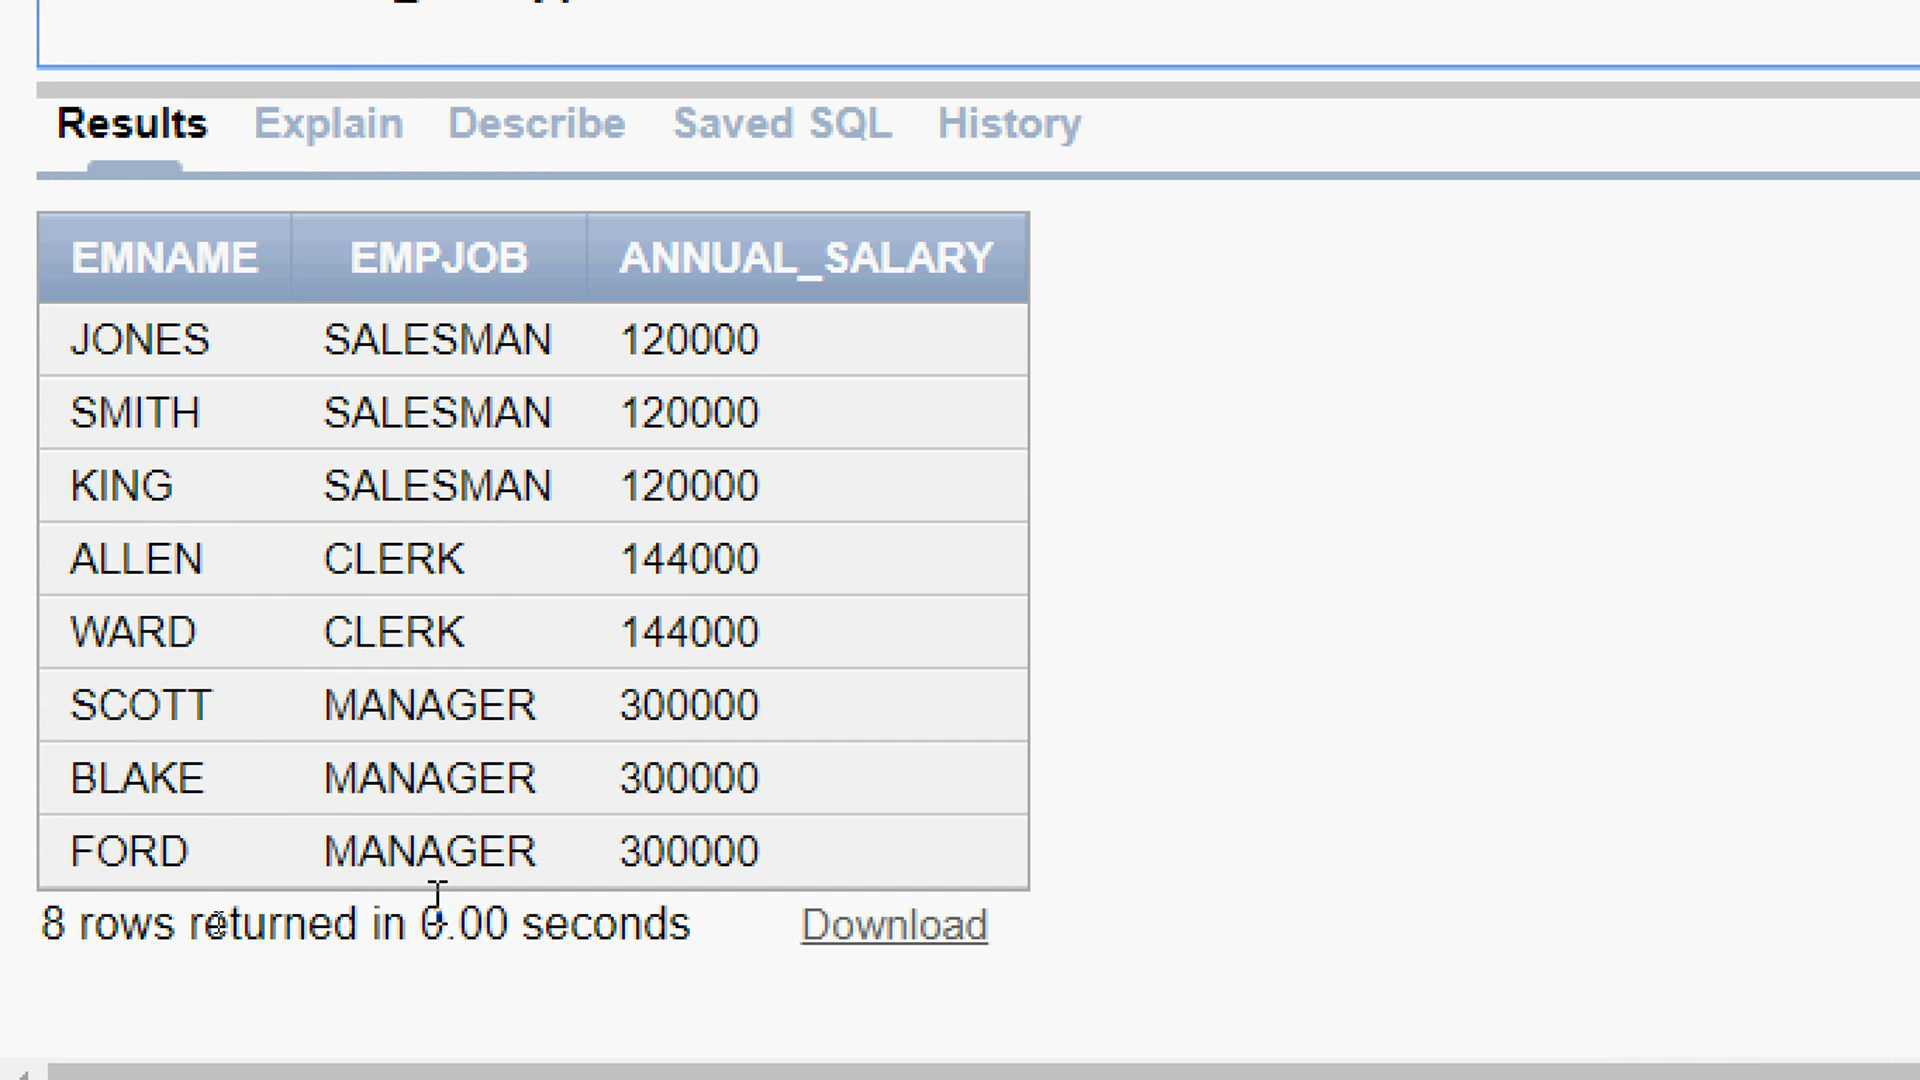 Results Explain Describe Saved SQL History
EMNAME EMPJOB ANNUAL_SALARY
JONES SALESMAN 120000
SMITH SALESMAN 120000
KING SALESMAN 120000
ALLEN CLERK 144000
WARD CLERK 144000
SCOTT MANAGER 300000
BLAKE MANAGER 300000
FORD MANAGER 300000
8 rows returned in 0.00 seconds Download